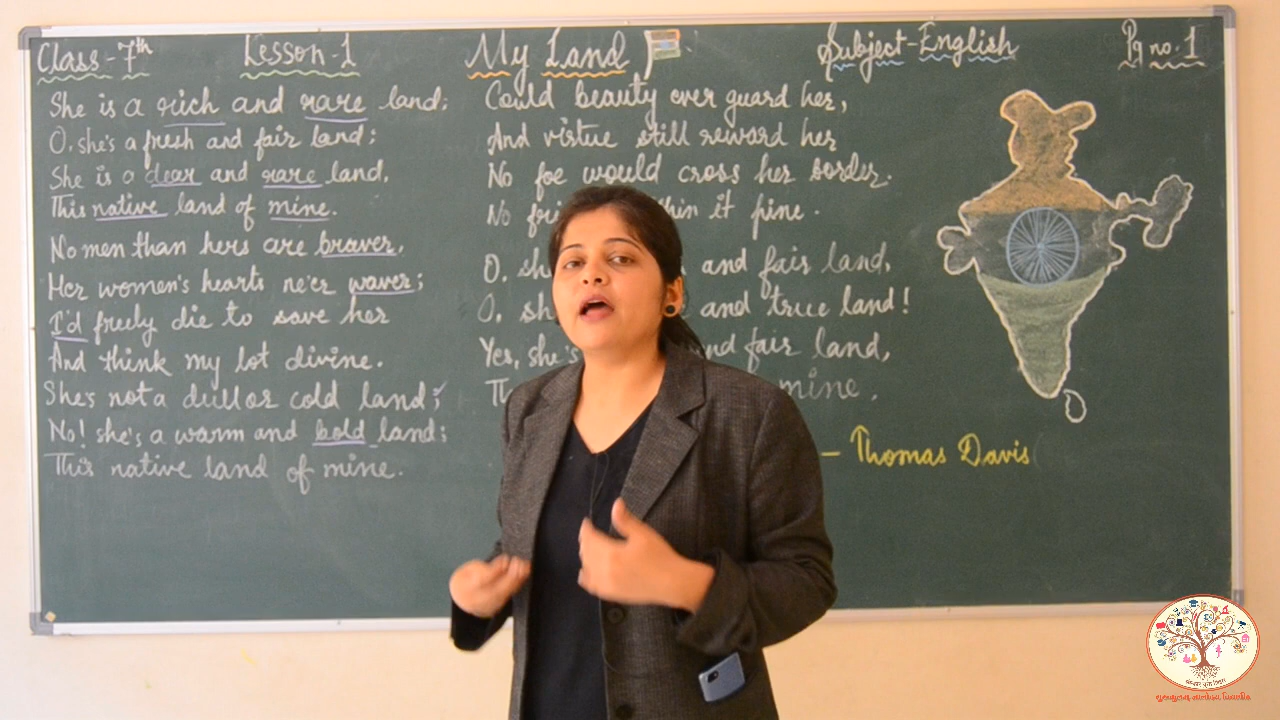 Class-7th Lesson-1 My Land Subject-English Pg no. 1
She is a rich and rare land;
O, she's a fresh and fair land;
She is a dear and rare land,
This native land of mine.
No men than hers are braver,
Her women's hearts ne'er waver;
I'd freely die to save her
And think my lot divine.
She's not a dull or cold land;
No! she's a warm and bold land;
This native land of mine.
Could beauty ever guard her,
And virtue still reward her
No foe would cross her border.
No it pine.
O, and fair land,
O, and true land!
Yes, she's fair land,
mine.
– Thomas Davis